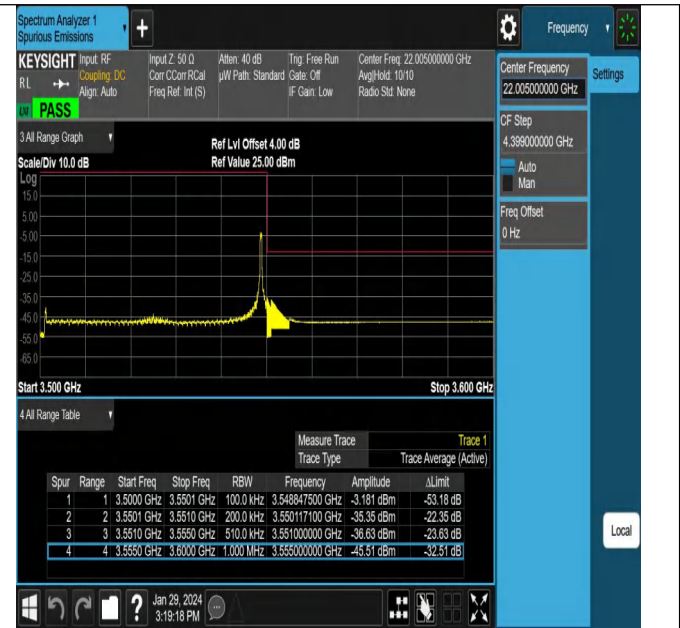 Spectrum Analyzer 1
Spurious Emissions
Frequency
KEYSIGHT Input: RF Input Z: 50 Ω Atten: 40 dB Trig: Free Run Center Freq: 22.005000000 GHz
RL Coupling: DC Corr CCorr RCal µW Path: Standard Gate: Off Avg|Hold: 10/10
Align: Auto Freq Ref: Int (S) IF Gain: Low Radio Std: None
PASS
Center Frequency
22.005000000 GHz
Settings
CF Step
4.399000000 GHz
Auto
Man
Freq Offset
0 Hz
3 All Range Graph
Ref Lvl Offset 4.00 dB
Scale/Div 10.0 dB Ref Value 25.00 dBm
Log
15.0
5.00
-5.00
-15.0
-25.0
-35.0
-45.0
-55.0
-65.0
Start 3.500 GHz Stop 3.600 GHz
4 All Range Table
Measure Trace Trace 1
Trace Type Trace Average (Active)
Spur Range Start Freq Stop Freq RBW Frequency Amplitude ΔLimit
1 1 3.5000 GHz 3.5501 GHz 100.0 kHz 3.548847500 GHz -3.181 dBm -53.18 dB
2 2 3.5501 GHz 3.5510 GHz 200.0 kHz 3.550117100 GHz -35.35 dBm -22.35 dB
3 3 3.5510 GHz 3.5550 GHz 510.0 kHz 3.551000000 GHz -36.63 dBm -23.63 dB
4 4 3.5550 GHz 3.6000 GHz 1.000 MHz 3.555000000 GHz -45.51 dBm -32.51 dB
Local
Jan 29, 2024
3:19:18 PM